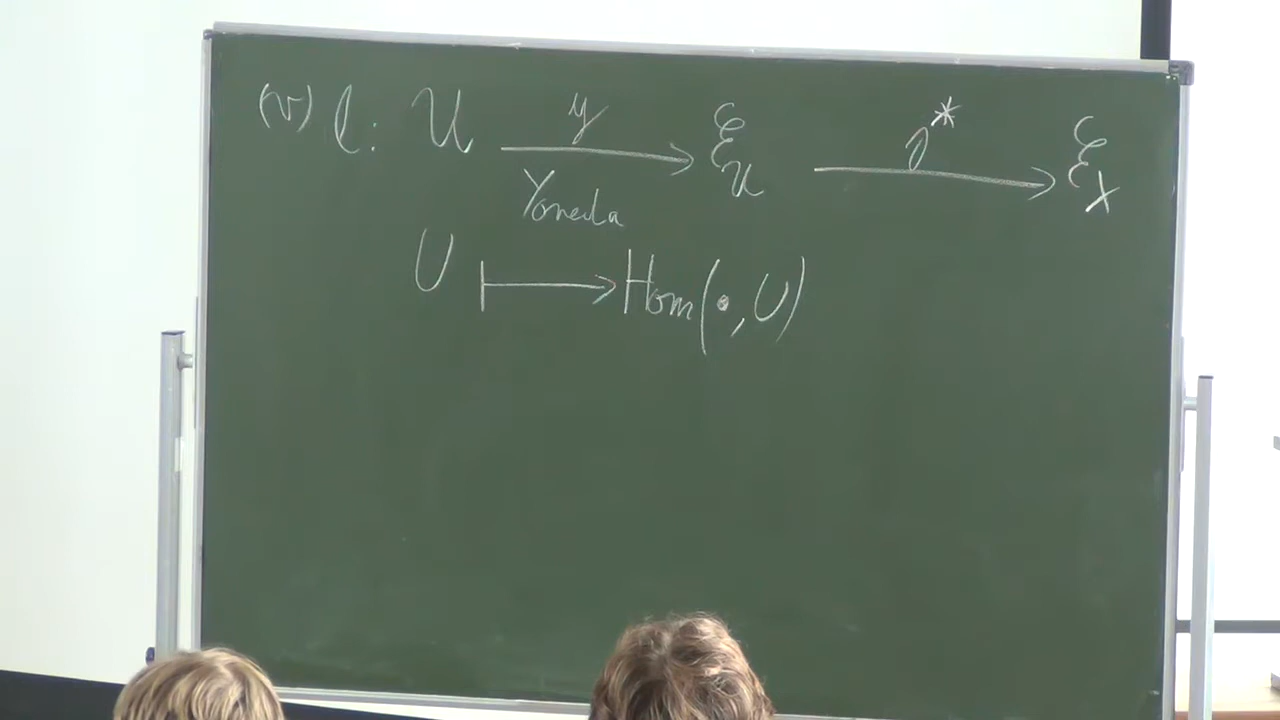 (v) l: 𝒰 —y→ ℰ_𝒰 —j*→ ℰ_X
Yoneda
U ↦ Hom(•, U)